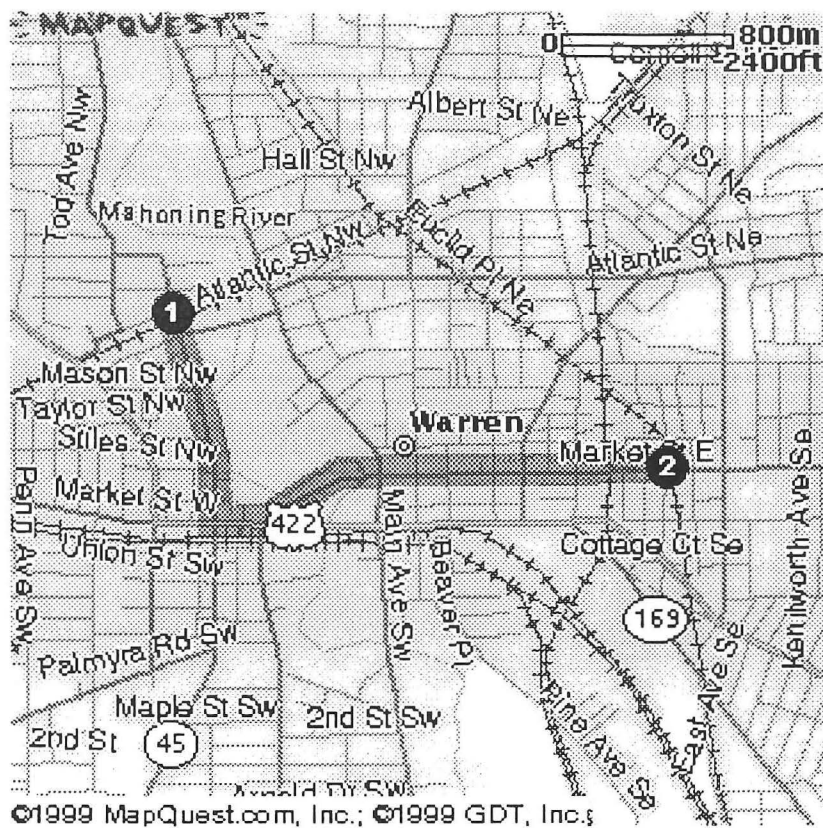 MAPQUEST
0 800m
2400ft
Albert St Ne
Tod Ave Nw
Hall St Nw
Mahoning River
Atlantic St Nw
Euclid Pl Ne
Atlantic St Ne
1
Mason St Nw
Taylor St Nw
Stiles St Nw
Warren
Market St E
2
Penn Ave Sw
Market St W
422
Main Ave Sw
Kenilworth Ave Se
Union St Sw
Beaver Pl
Cottage Ct Se
169
Palmyra Rd Sw
Maple St Sw
2nd St Sw
2nd St
45
Pine Ave Se
East Ave Se
©1999 MapQuest.com, Inc.; ©1999 GDT, Inc.;